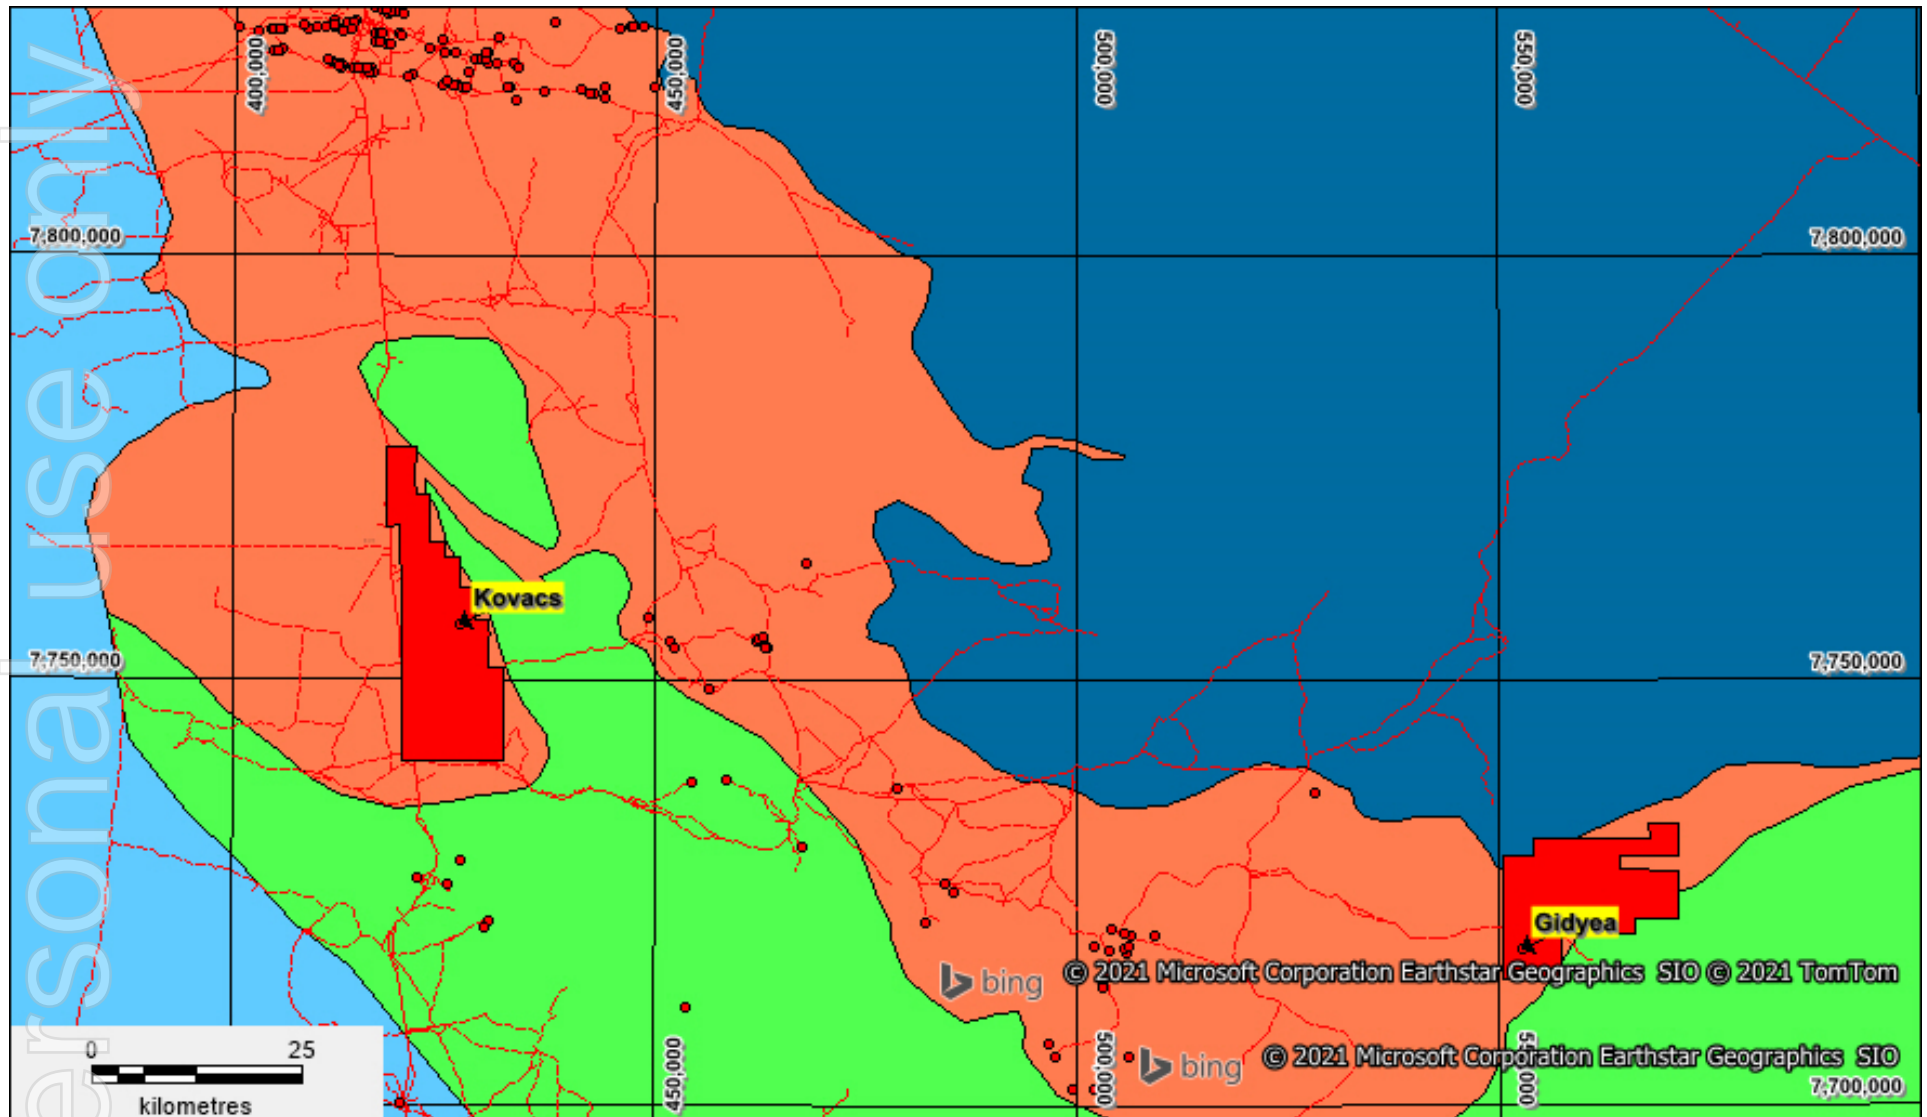 400,000
450,000
500,000
550,000
7,800,000
7,800,000
Kovacs
7,750,000
7,750,000
Gidyea
bing
© 2021 Microsoft Corporation Earthstar Geographics SIO © 2021 TomTom
bing
© 2021 Microsoft Corporation Earthstar Geographics SIO
450,000
500,000
7,700,000
0
25
kilometres
ersonal use only